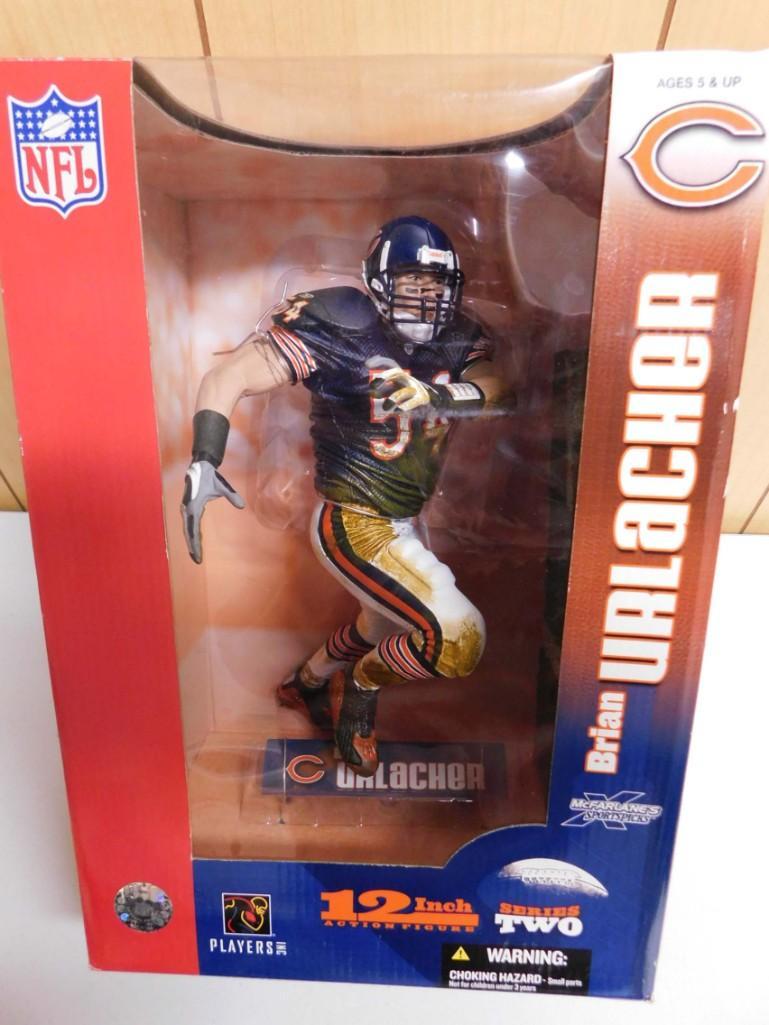 NFL
AGES 5 & UP
Brian URLACHER
54
URLACHER
McFARLANE'S
SPORTSPICKS
PLAYERS INC
12 Inch
ACTION FIGURE
SERIES
TWO
WARNING:
CHOKING HAZARD - Small parts
Not for children under 3 years